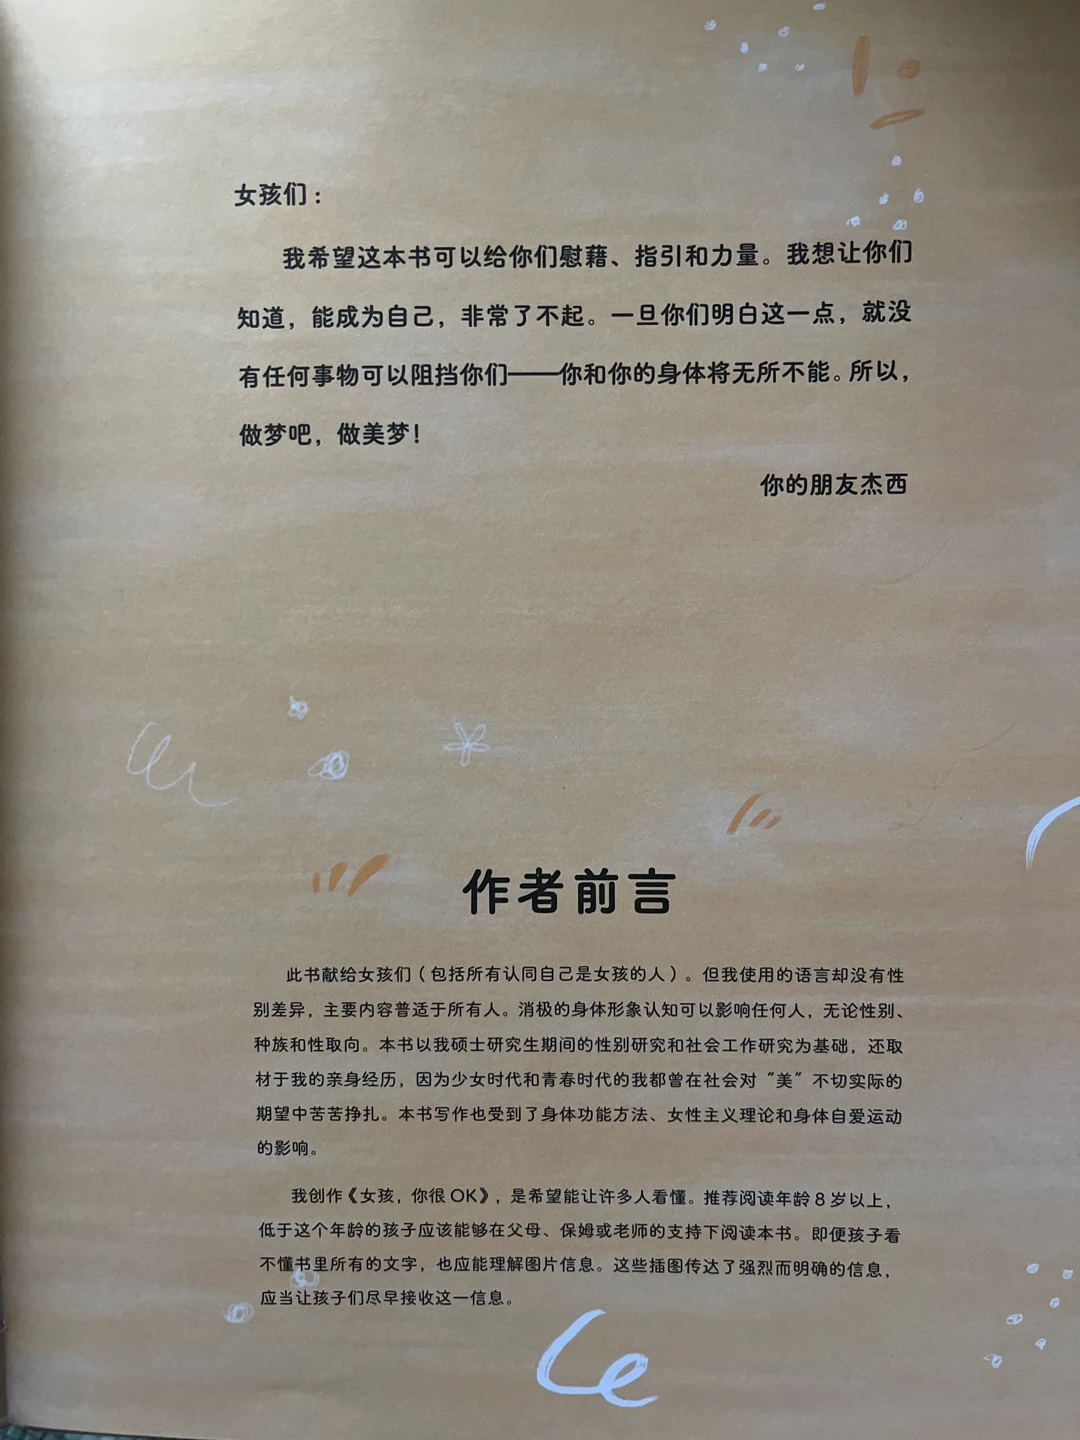 女孩们：
我希望这本书可以给你们慰藉、指引和力量。我想让你们
知道，能成为自己，非常了不起。一旦你们明白这一点，就没
有任何事物可以阻挡你们——你和你的身体将无所不能。所以，
做梦吧，做美梦！
你的朋友杰西
作者前言
此书献给女孩们（包括所有认同自己是女孩的人）。但我使用的语言却没有性
别差异，主要内容普适于所有人。消极的身体形象认知可以影响任何人，无论性别、
种族和性取向。本书以我硕士研究生期间的性别研究和社会工作研究为基础，还取
材于我的亲身经历，因为少女时代和青春时代的我都曾在社会对“美”不切实际的
期望中苦苦挣扎。本书写作也受到了身体功能方法、女性主义理论和身体自爱运动
的影响。
我创作《女孩，你很 OK》，是希望能让许多人看懂。推荐阅读年龄 8 岁以上，
低于这个年龄的孩子应该能够在父母、保姆或老师的支持下阅读本书。即便孩子看
不懂书里所有的文字，也应能理解图片信息。这些插图传达了强烈而明确的信息，
应当让孩子们尽早接收这一信息。